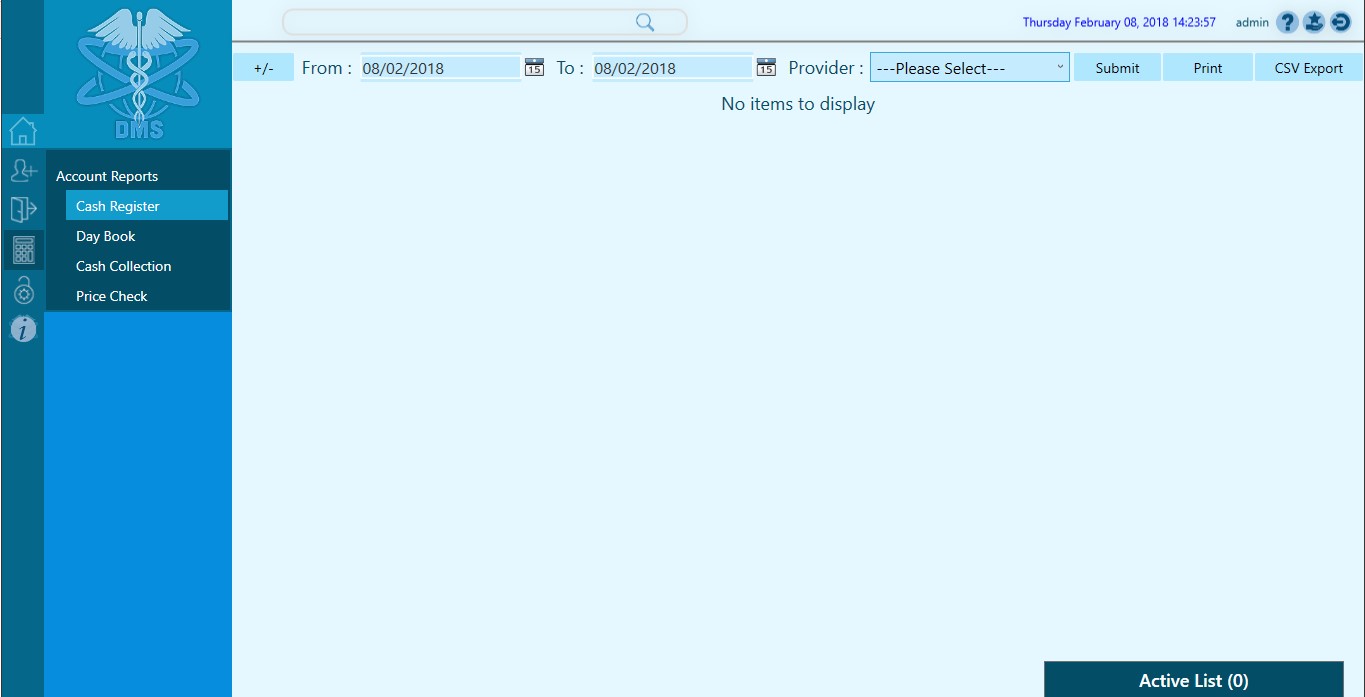 Thursday February 08, 2018 14:23:57 admin ?
+/- From : 08/02/2018 15 To : 08/02/2018 15 Provider : ---Please Select--- Submit Print CSV Export
No items to display
DMS
Account Reports
Cash Register
Day Book
Cash Collection
Price Check
i
Active List (0)